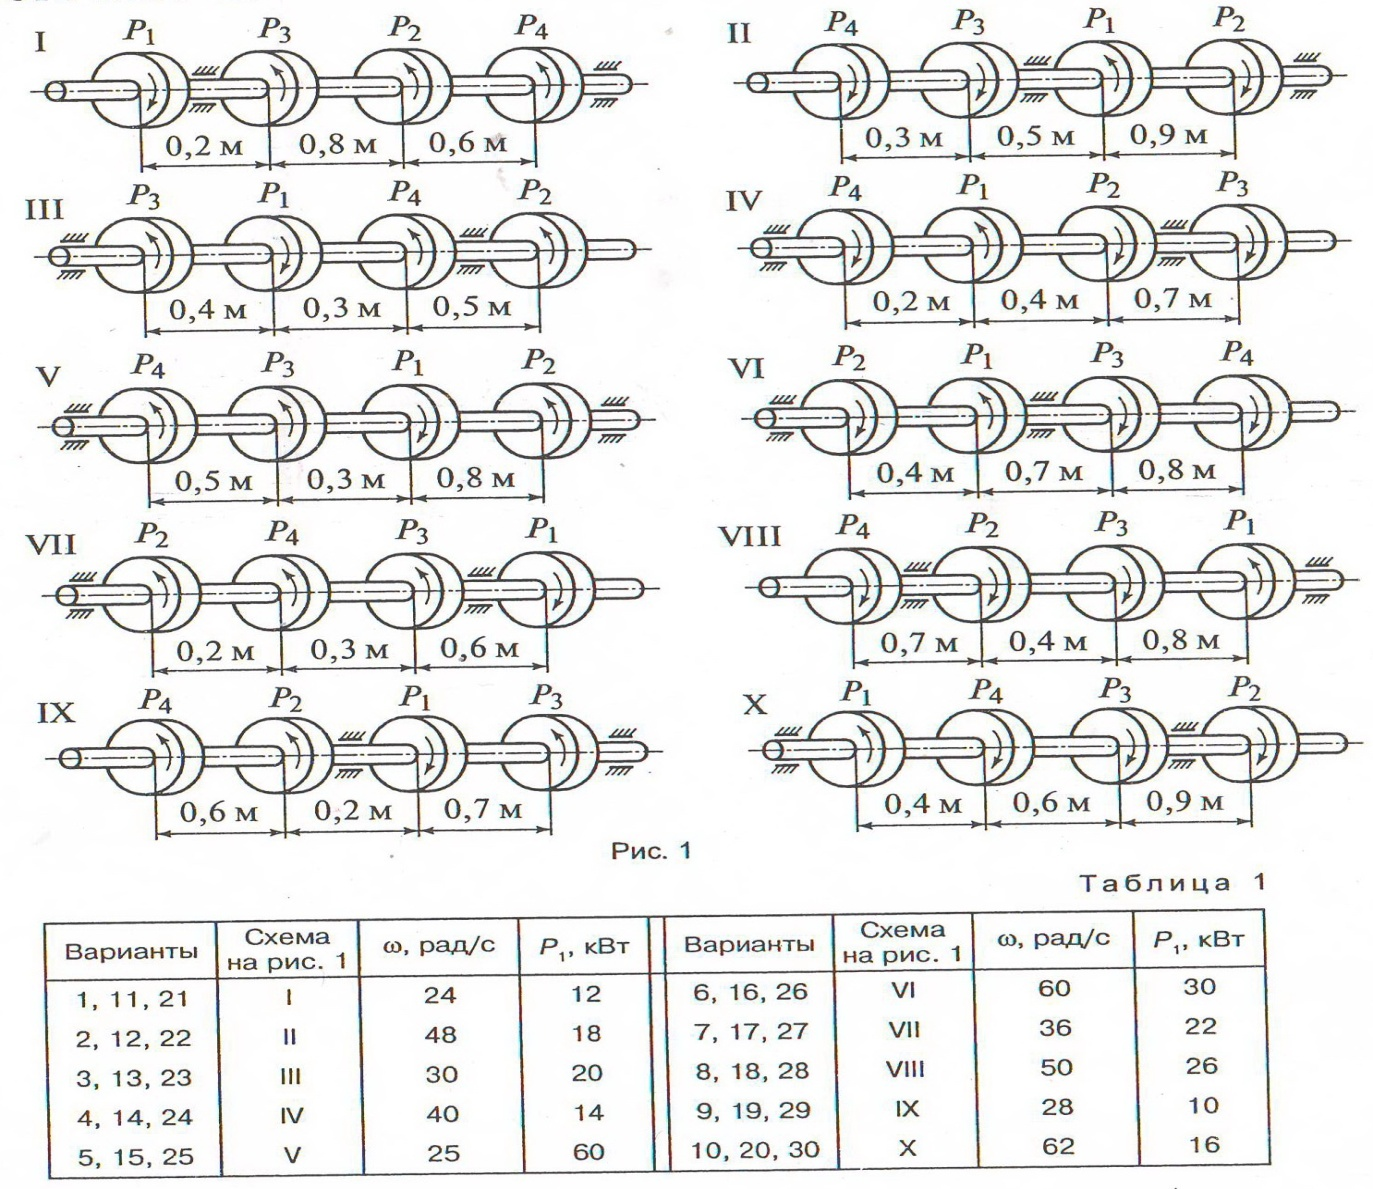 I P1 P3 P2 P4
0,2 м 0,8 м 0,6 м
II P4 P3 P1 P2
0,3 м 0,5 м 0,9 м
III P3 P1 P4 P2
0,4 м 0,3 м 0,5 м
IV P4 P1 P2 P3
0,2 м 0,4 м 0,7 м
V P4 P3 P1 P2
0,5 м 0,3 м 0,8 м
VI P2 P1 P3 P4
0,4 м 0,7 м 0,8 м
VII P2 P4 P3 P1
0,2 м 0,3 м 0,6 м
VIII P4 P2 P3 P1
0,7 м 0,4 м 0,8 м
IX P4 P2 P1 P3
0,6 м 0,2 м 0,7 м
X P1 P4 P3 P2
0,4 м 0,6 м 0,9 м
Рис. 1
Таблица 1
Варианты Схема на рис. 1 ω, рад/с P1, кВт Варианты Схема на рис. 1 ω, рад/с P1, кВт
1, 11, 21 I 24 12 6, 16, 26 VI 60 30
2, 12, 22 II 48 18 7, 17, 27 VII 36 22
3, 13, 23 III 30 20 8, 18, 28 VIII 50 26
4, 14, 24 IV 40 14 9, 19, 29 IX 28 10
5, 15, 25 V 25 60 10, 20, 30 X 62 16